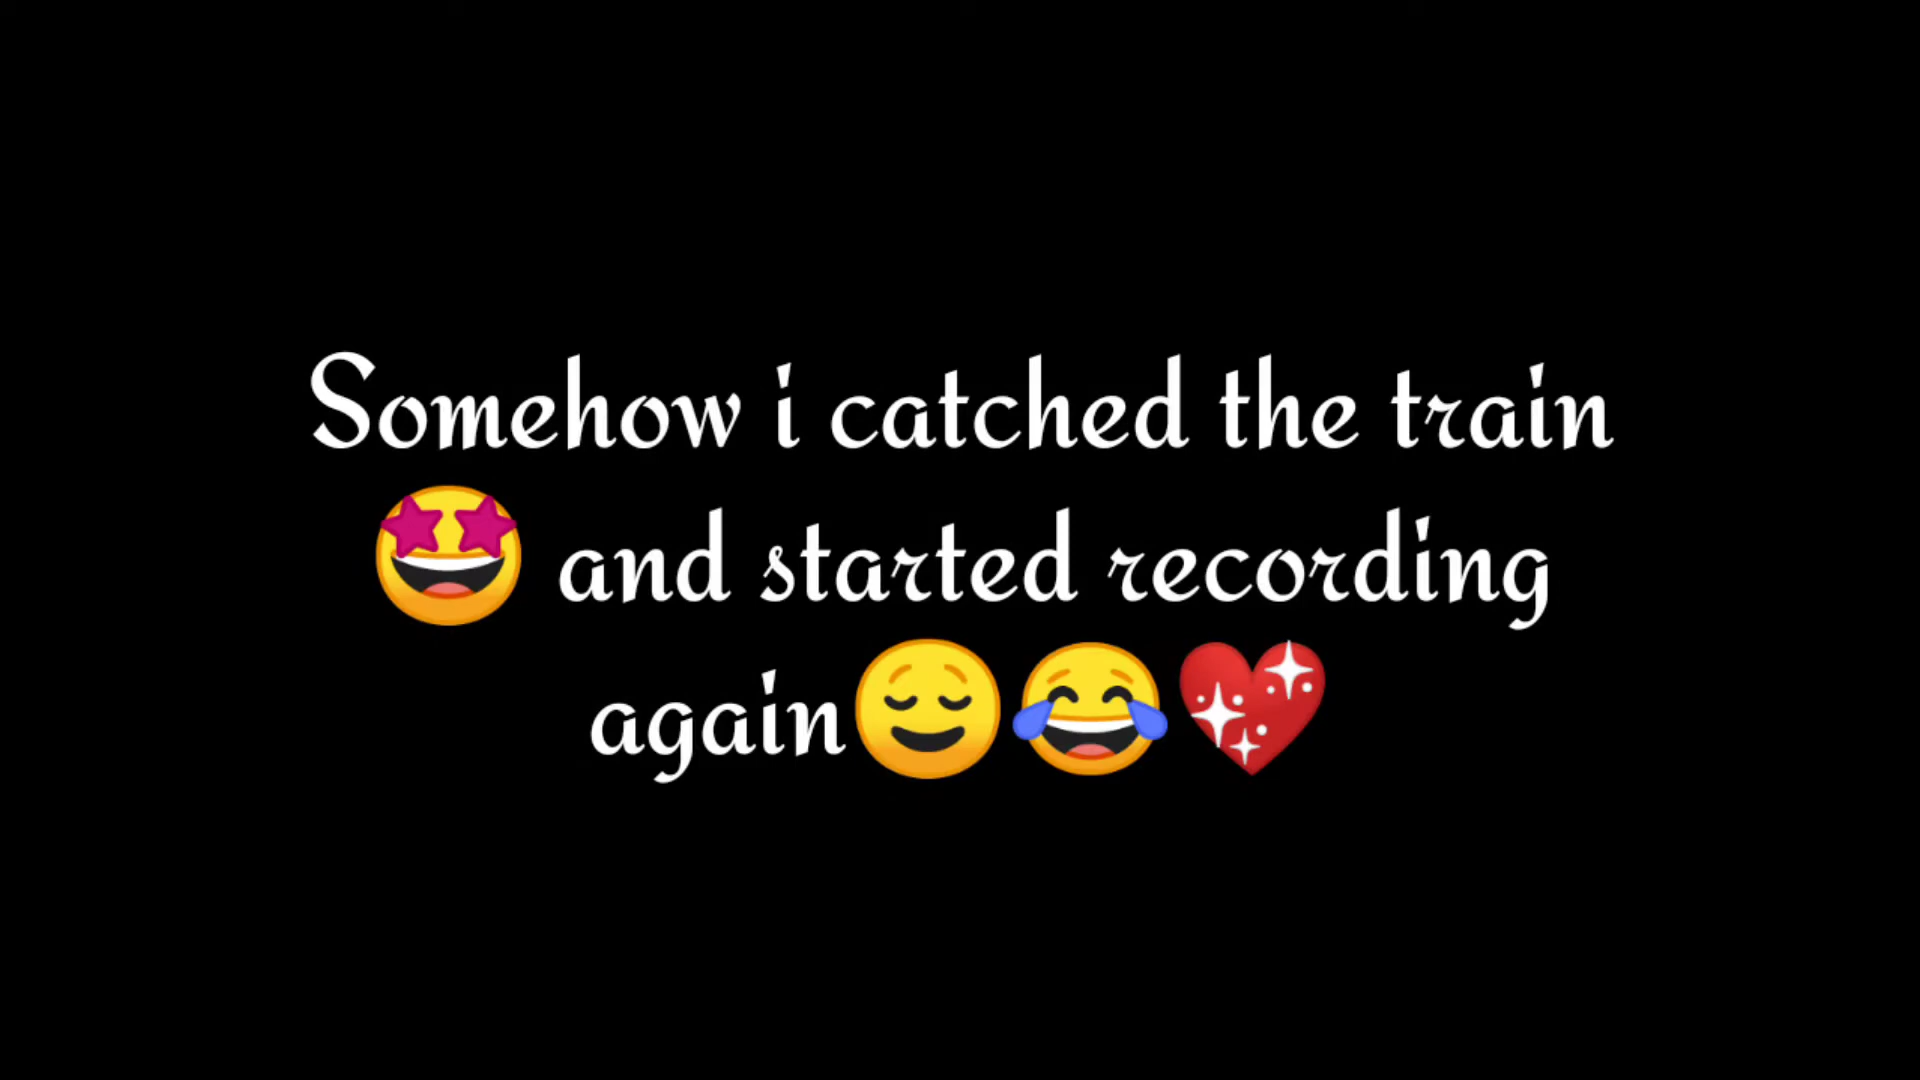 Somehow i catched the train
🤩 and started recording
again😌😂💖